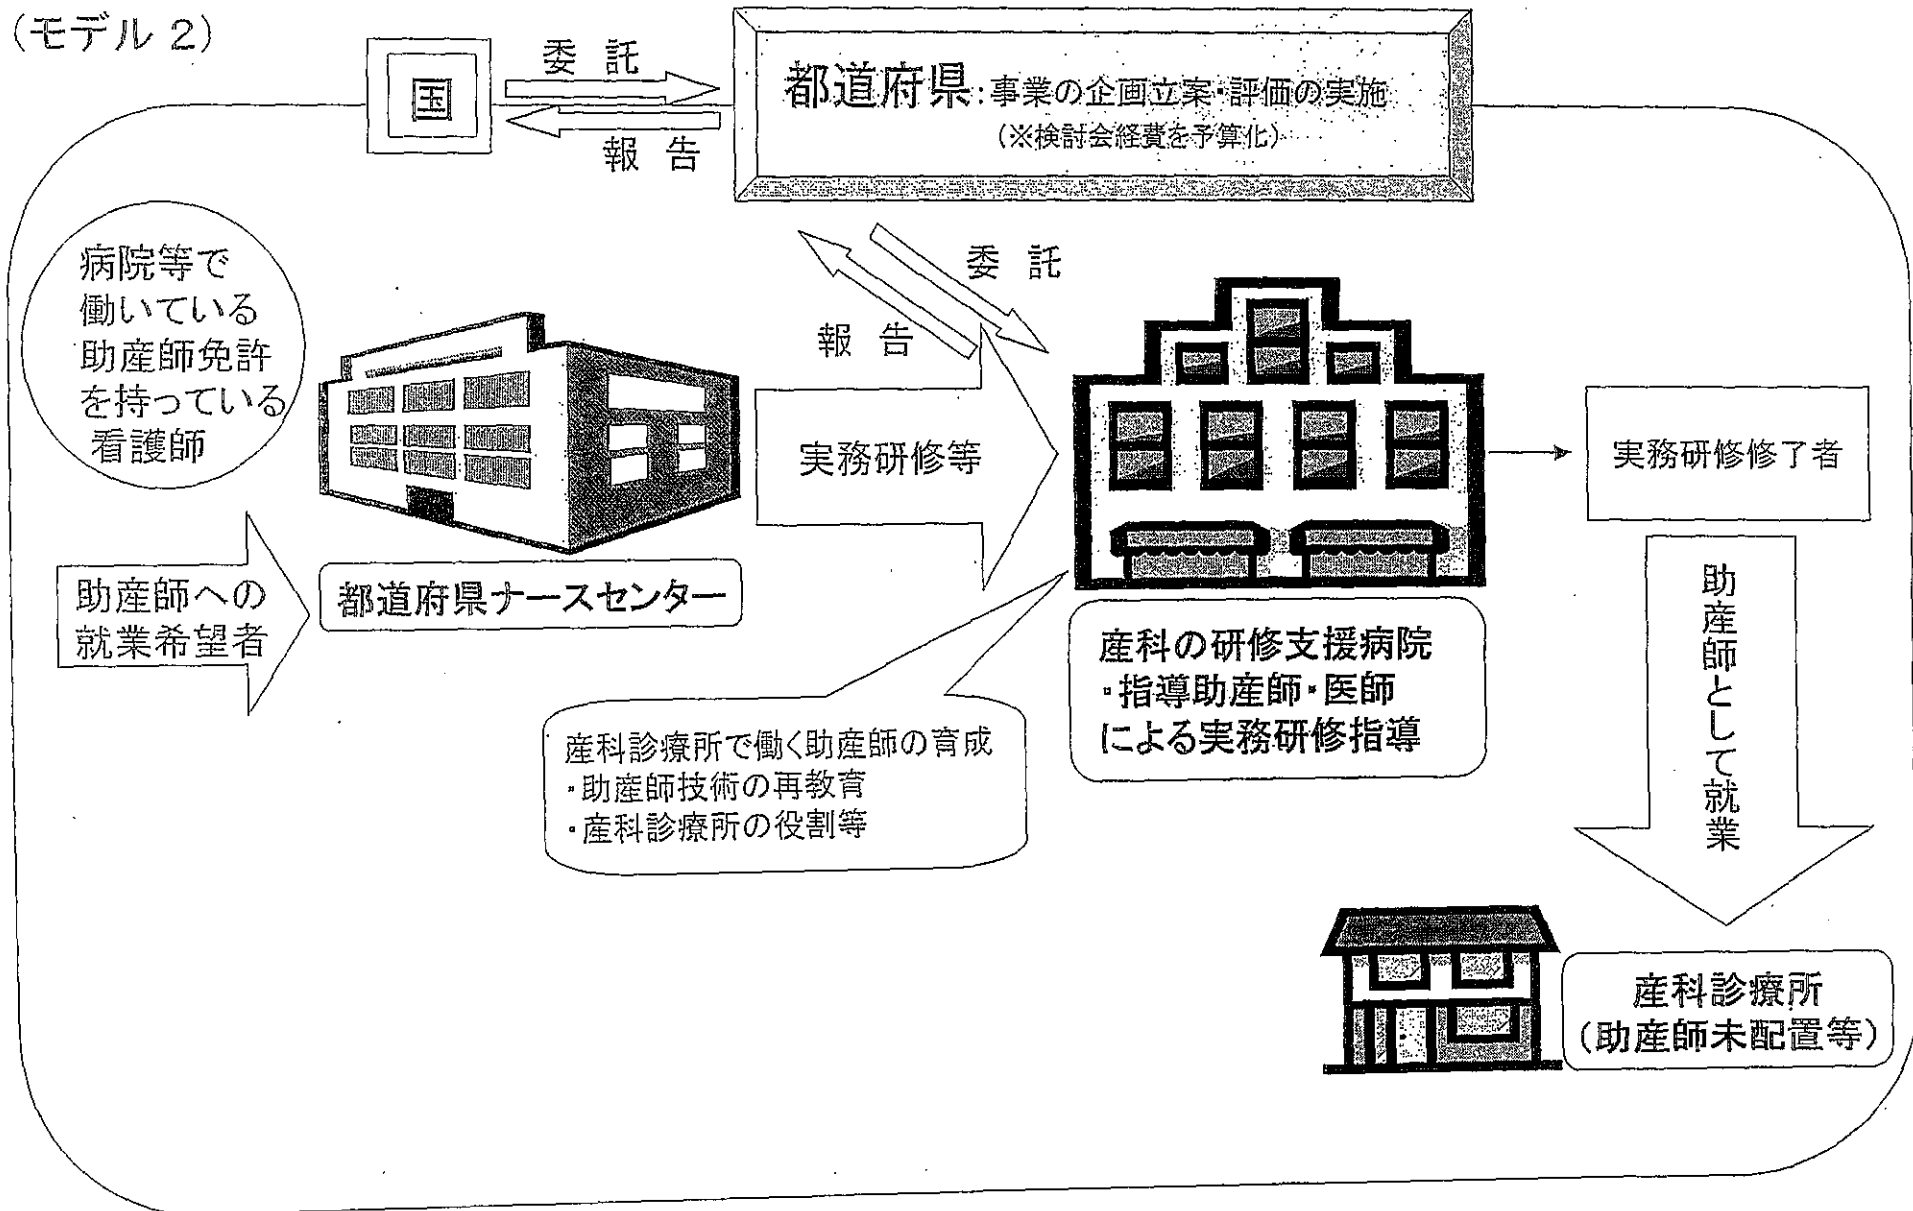 （モデル 2）
国
委 託
報 告
都道府県：事業の企画立案・評価の実施
（※検討会経費を予算化）
病院等で
働いている
助産師免許
を持っている
看護師
委 託
報 告
実務研修等
実務研修修了者
助産師への
就業希望者
都道府県ナースセンター
産科の研修支援病院
・指導助産師・医師
による実務研修指導
助産師として就業
産科診療所で働く助産師の育成
・助産師技術の再教育
・産科診療所の役割等
産科診療所
（助産師未配置等）